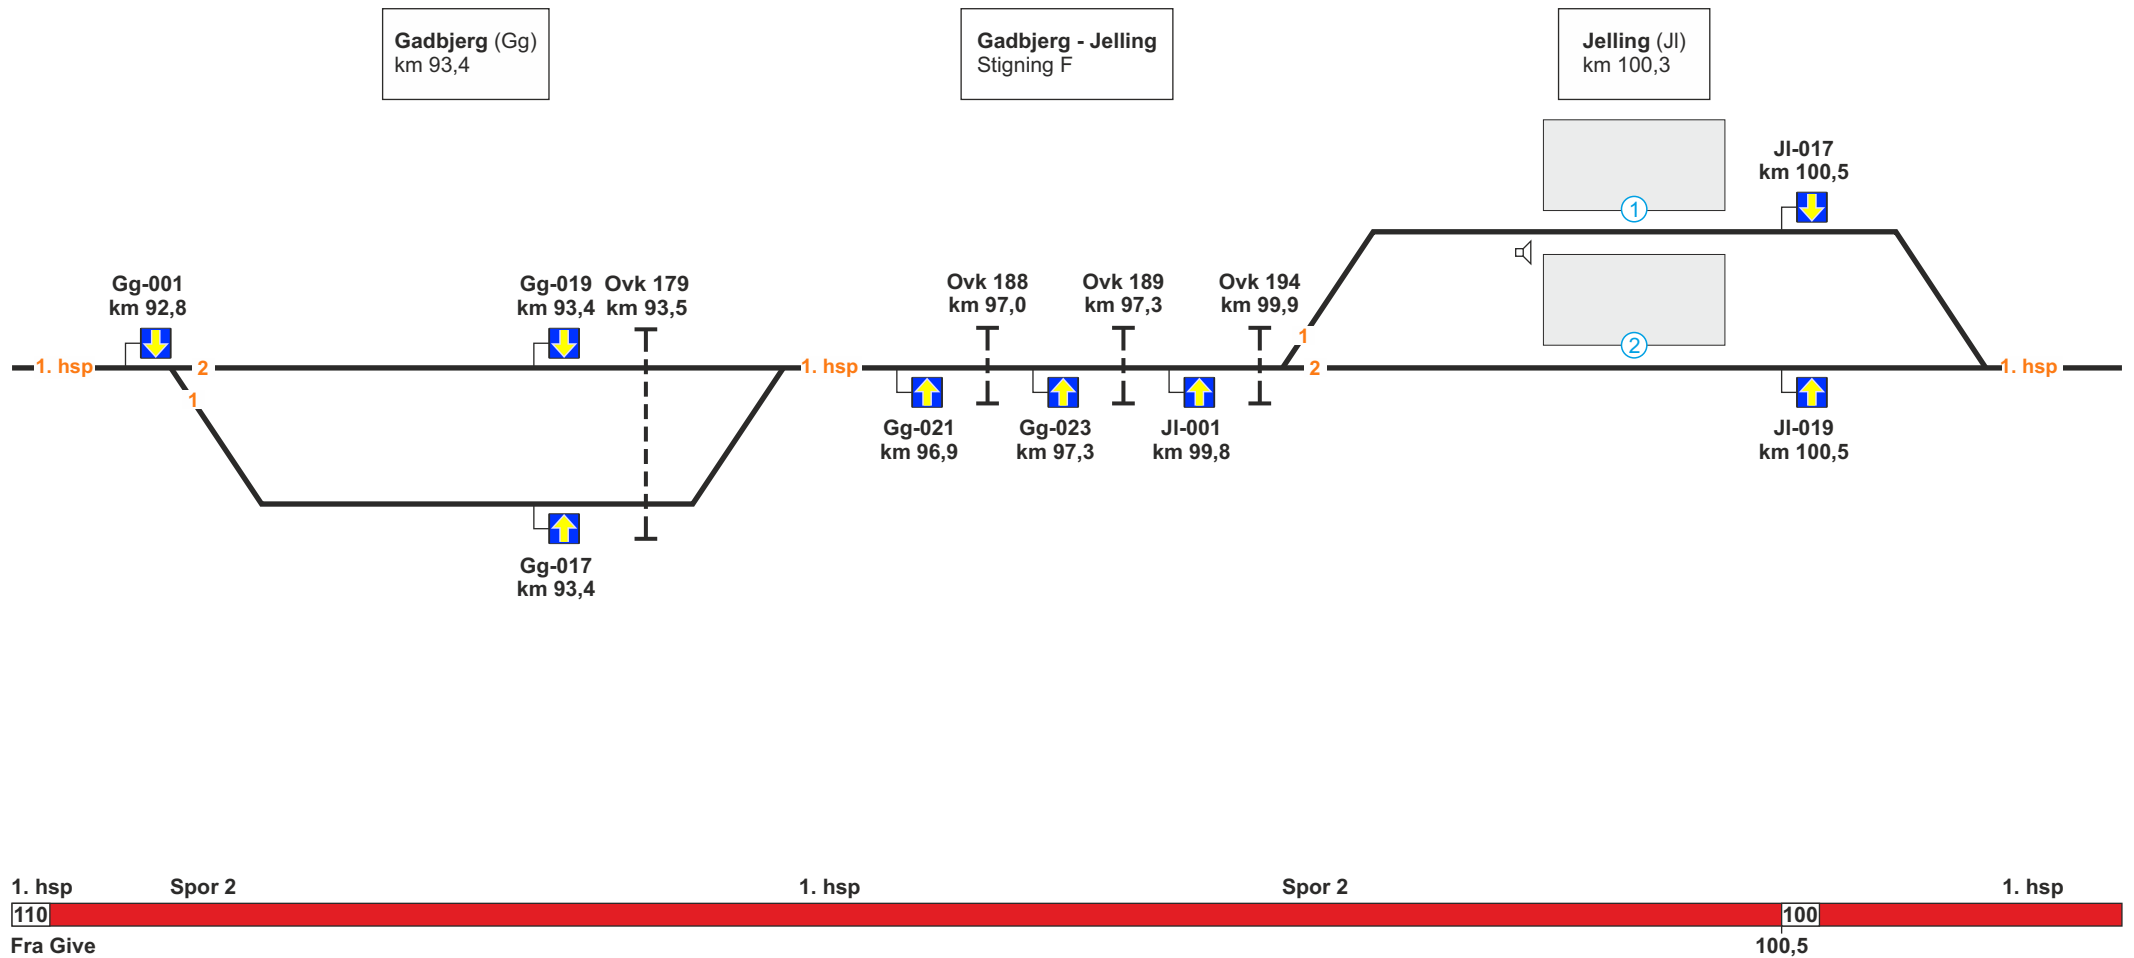 Gadbjerg (Gg)
km 93,4
Gadbjerg - Jelling
Stigning F
Jelling (Jl)
km 100,3
1
Jl-017
km 100,5
Gg-001
km 92,8
Gg-019
km 93,4
Ovk 179
km 93,5
Ovk 188
km 97,0
Ovk 189
km 97,3
Ovk 194
km 99,9
1
2
1. hsp
2
1. hsp
2
1. hsp
1
Gg-021
km 96,9
Gg-023
km 97,3
Jl-001
km 99,8
Jl-019
km 100,5
Gg-017
km 93,4
1. hsp
Spor 2
1. hsp
Spor 2
1. hsp
110
100
Fra Give
100,5